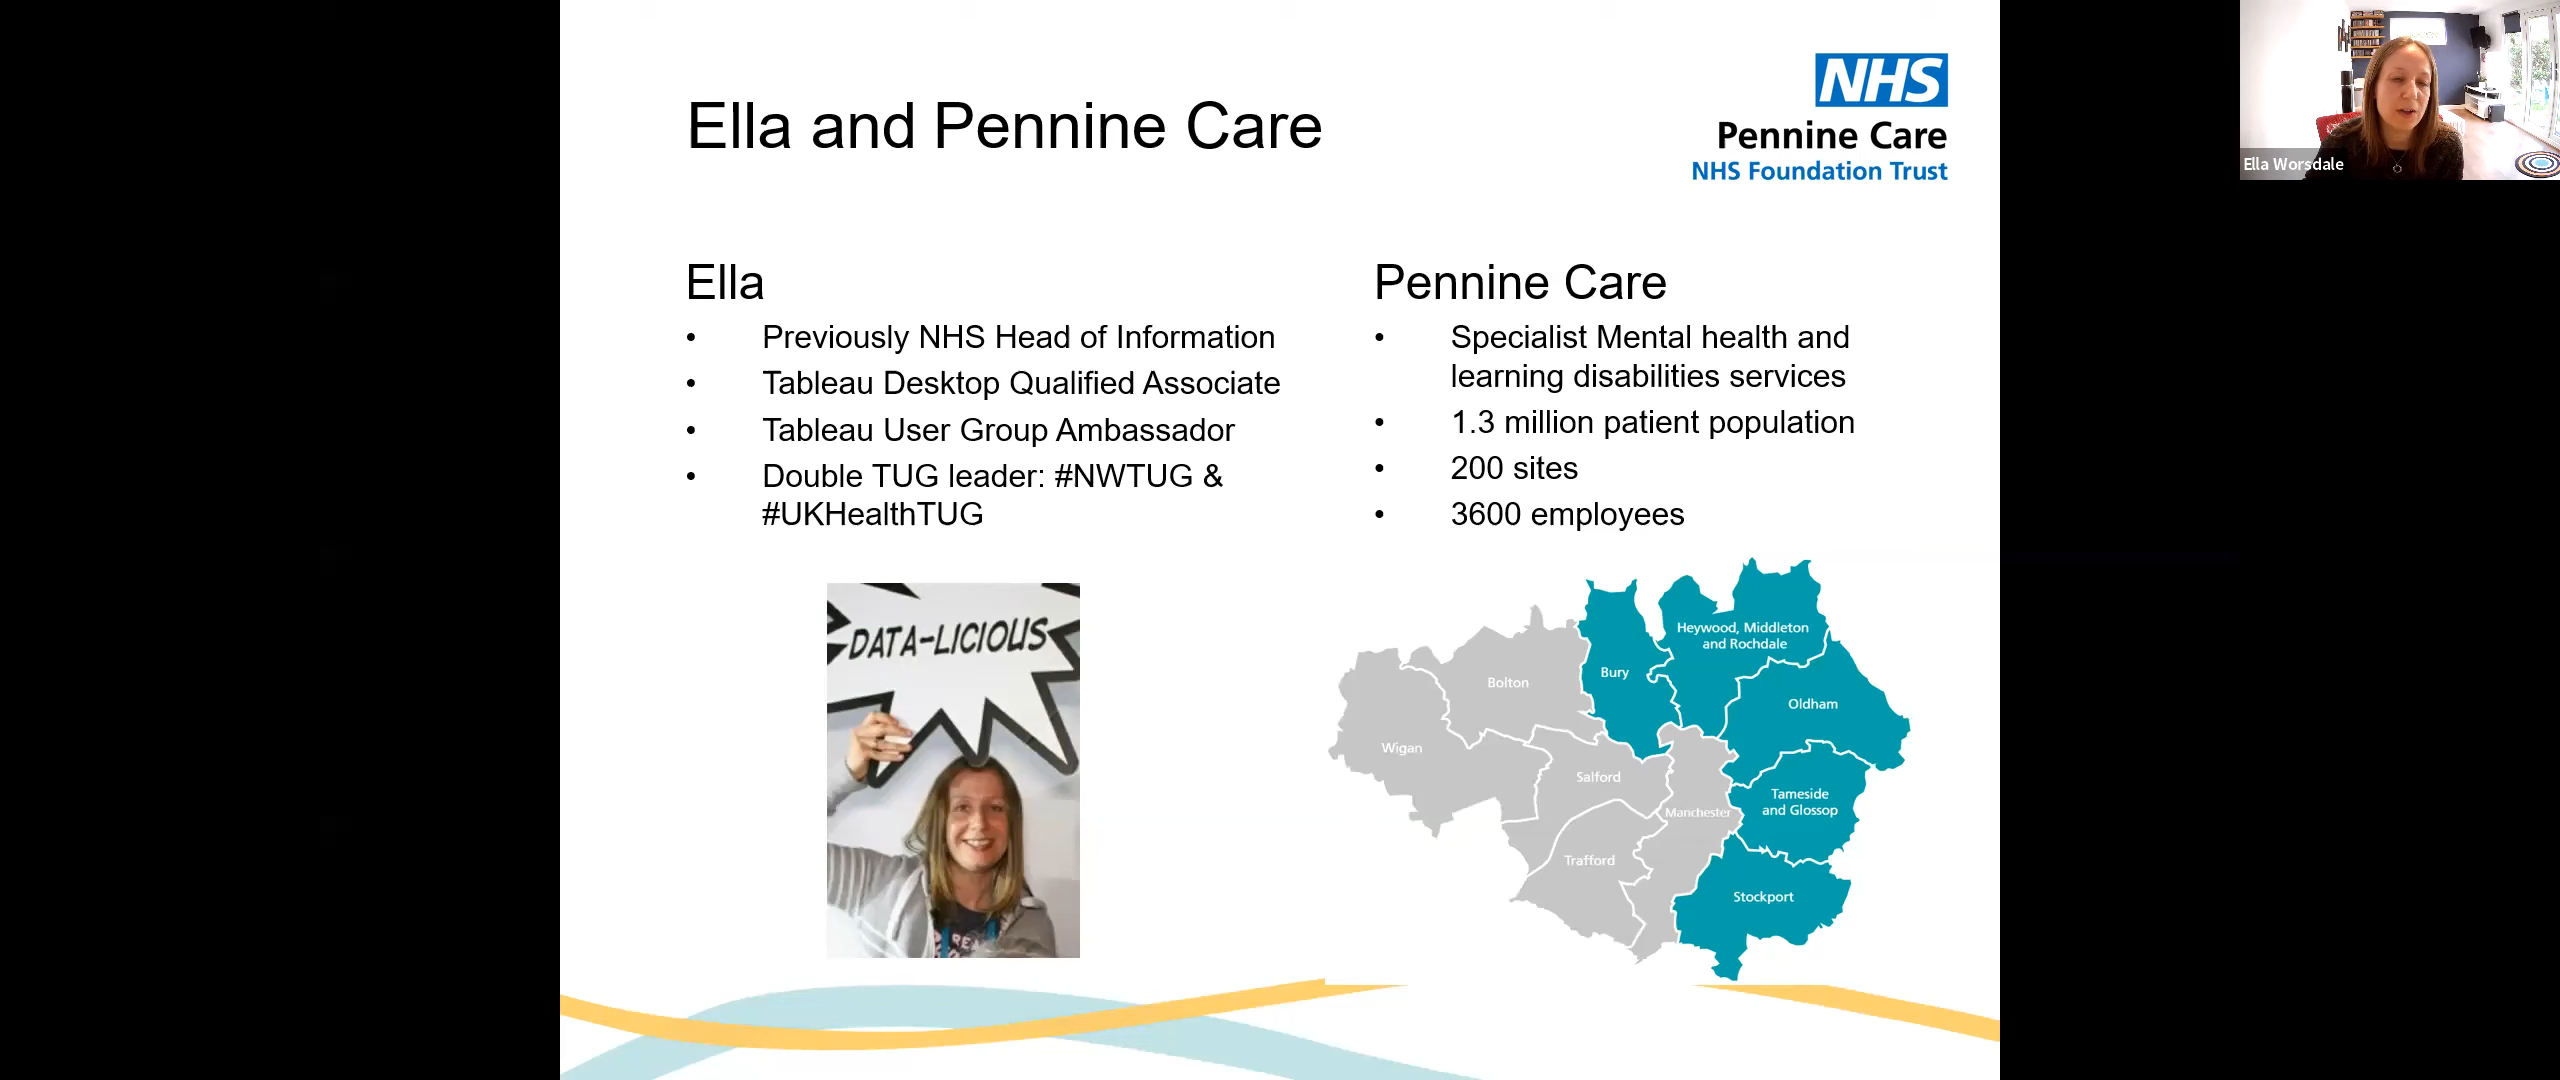 Ella and Pennine Care
NHS
Pennine Care
NHS Foundation Trust
Ella Worsdale
Ella
• Previously NHS Head of Information
• Tableau Desktop Qualified Associate
• Tableau User Group Ambassador
• Double TUG leader: #NWTUG &
#UKHealthTUG
Pennine Care
• Specialist Mental health and
learning disabilities services
• 1.3 million patient population
• 200 sites
• 3600 employees
DATA-LICIOUS
Heywood, Middleton
and Rochdale
Bury
Bolton
Oldham
Wigan
Salford
Tameside
and Glossop
Manchester
Trafford
Stockport